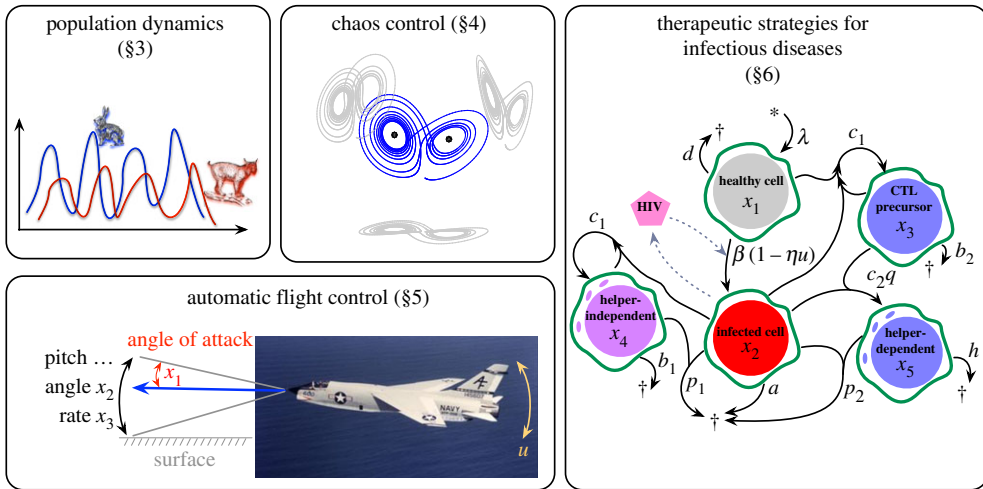 population dynamics
(§3)
chaos control (§4)
automatic flight control (§5)
angle of attack
pitch ...
x₁
angle x₂
rate x₃
surface
NAVY
u
therapeutic strategies for
infectious diseases
(§6)
*
†
d
λ
c₁
healthy cell
x₁
CTL
precursor
x₃
HIV
c₁
β (1 – ηu)
b₂
†
c₂q
helper-
independent
x₄
infected cell
x₂
helper-
dependent
x₅
b₁
†
p₁
a
p₂
h
†
†